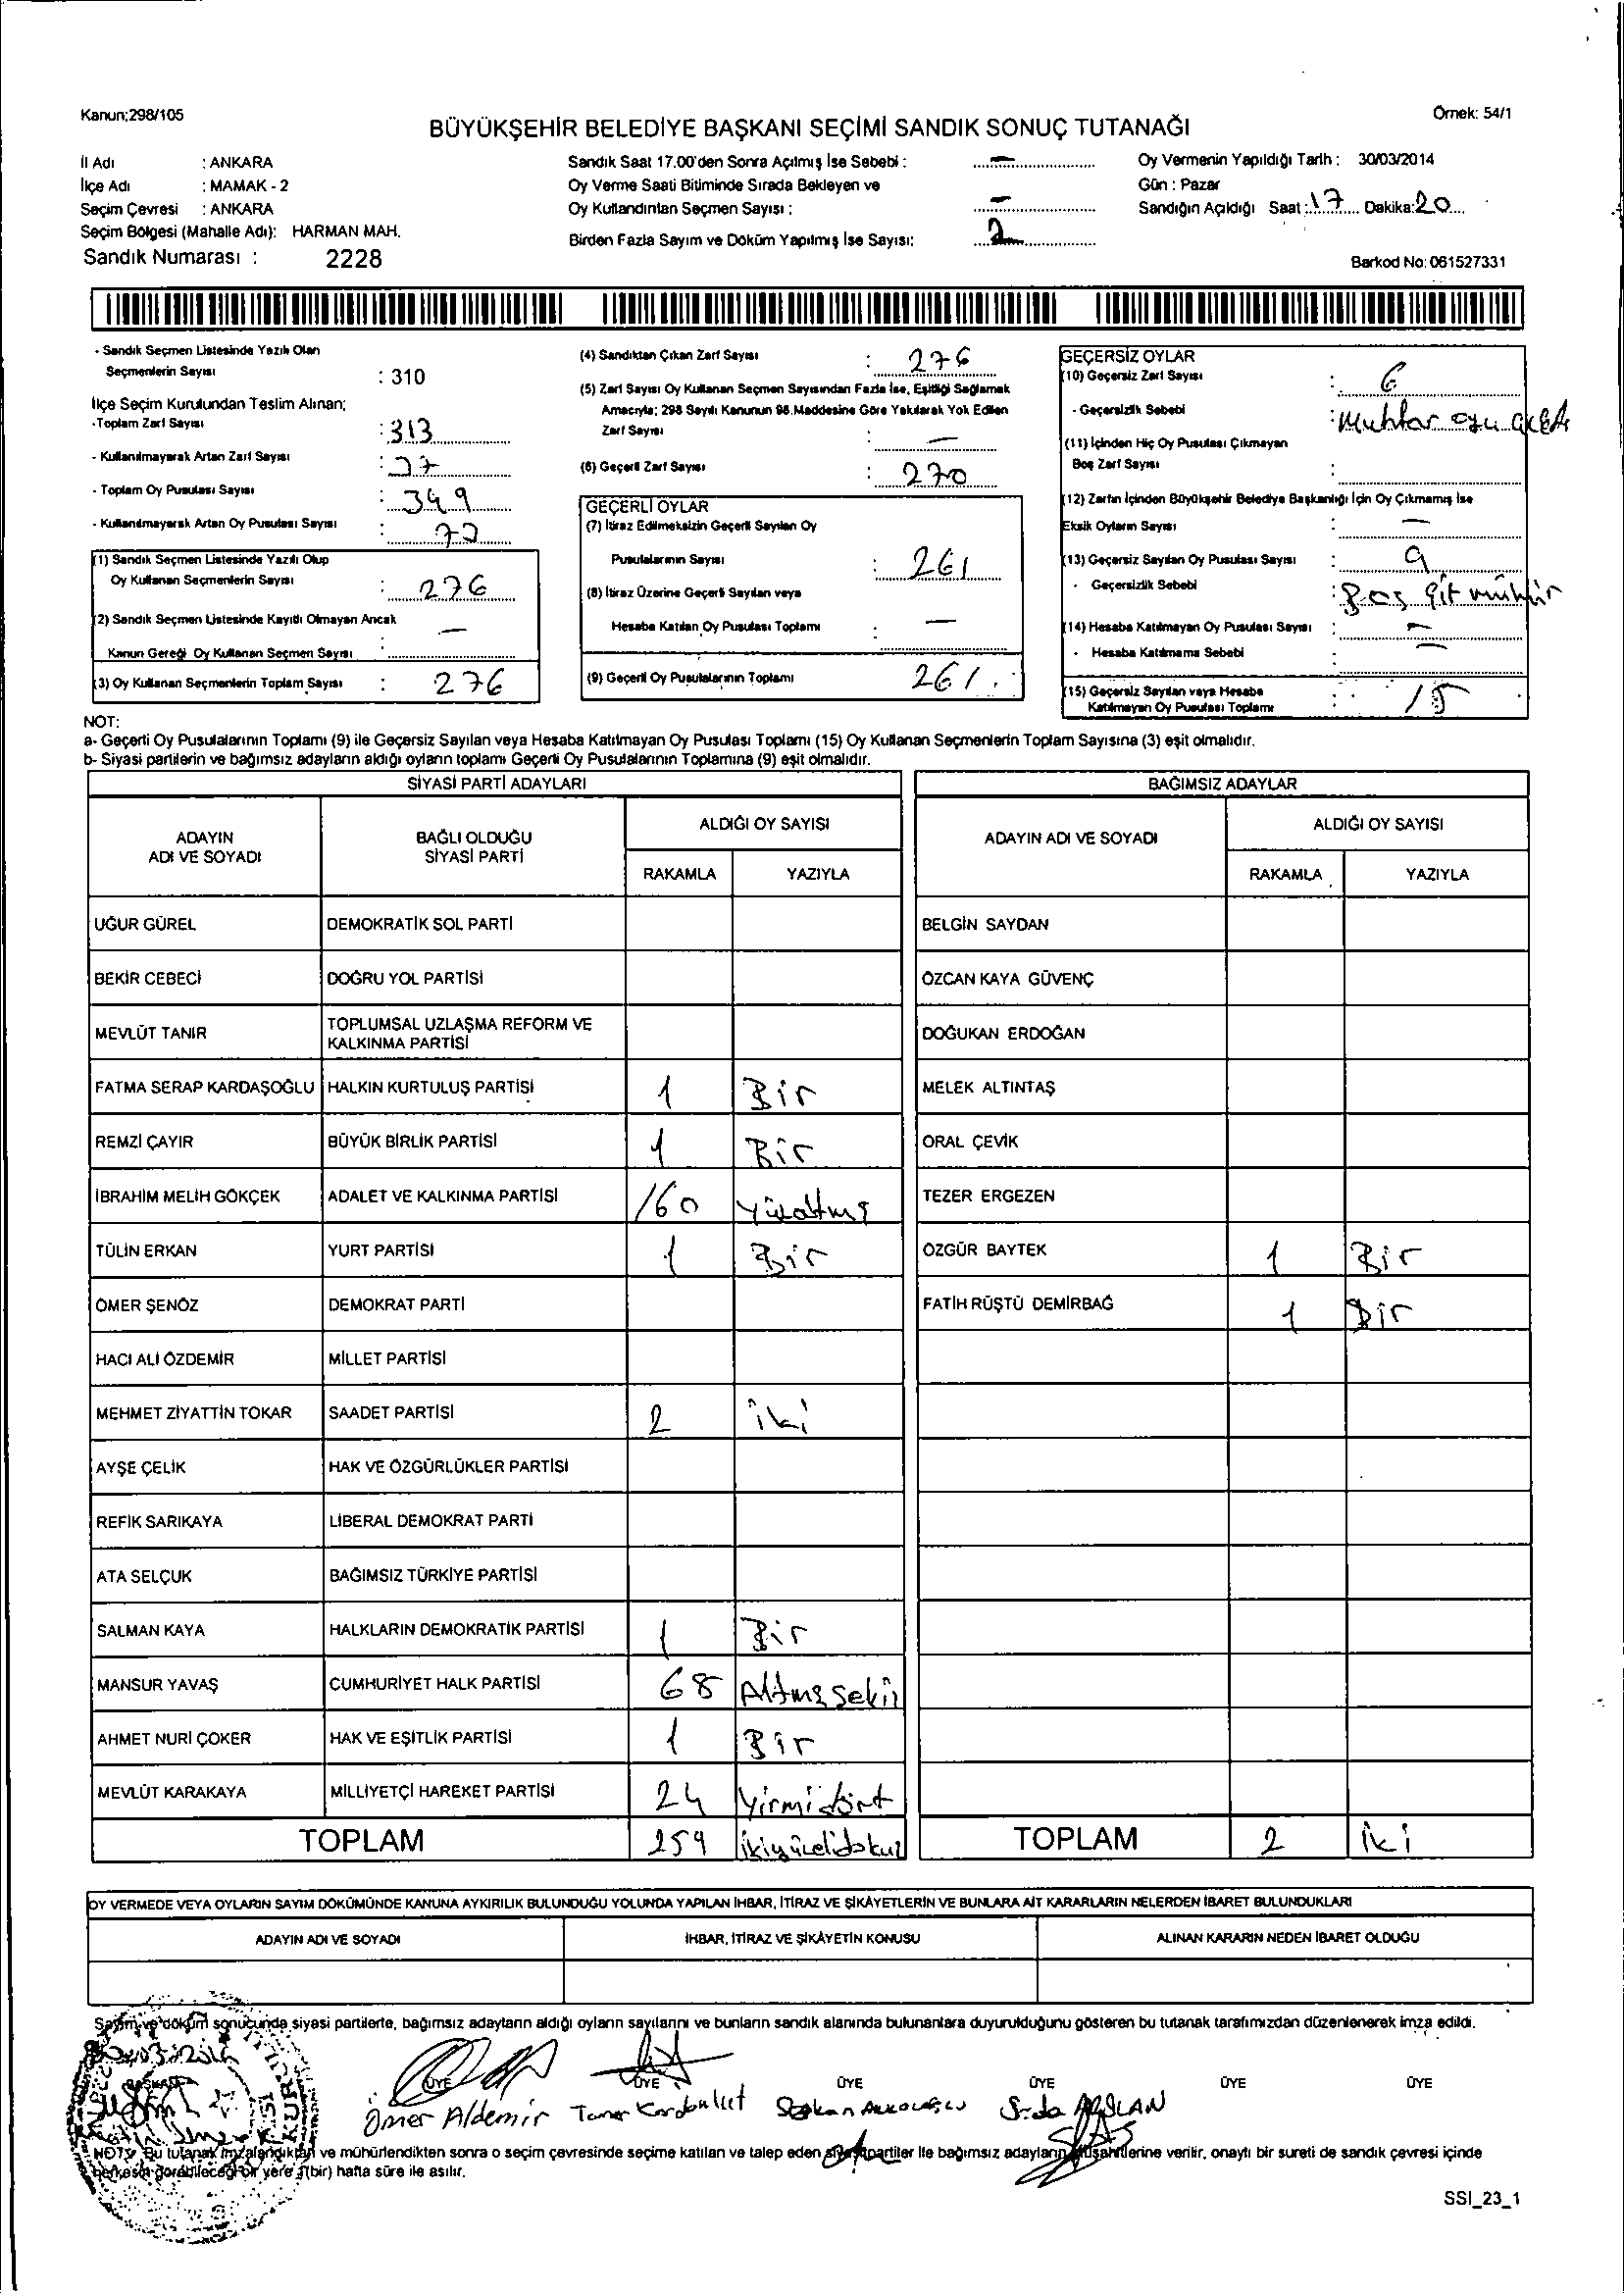 Kanun;298/105
Örnek: 54/1
BÜYÜKŞEHİR BELEDİYE BAŞKANI SEÇİMİ SANDIK SONUÇ TUTANAĞI
İl Adı : ANKARA
İlçe Adı : MAMAK - 2
Seçim Çevresi : ANKARA
Seçim Bölgesi (Mahalle Adı): HARMAN MAH.
Sandık Numarası : 2228
Sandık Saat 17.00'den Sonra Açılmış İse Sebebi : –
Oy Verme Saati Bitiminde Sırada Bekleyen ve
Oy Kullandırılan Seçmen Sayısı : –
Birden Fazla Sayım ve Döküm Yapılmış İse Sayısı: 2
Oy Vermenin Yapıldığı Tarih : 30/03/2014
Gün : Pazar
Sandığın Açıldığı Saat : 17 Dakika: 20
Barkod No: 061527331
- Sandık Seçmen Listesinde Yazılı Olan
Seçmenlerin Sayısı : 310
İlçe Seçim Kurulundan Teslim Alınan;
-Toplam Zarf Sayısı : 313
- Kullanılmayarak Artan Zarf Sayısı :
- Toplam Oy Pusulası Sayısı : 349
- Kullanılmayarak Artan Oy Pusulası Sayısı :
(1) Sandık Seçmen Listesinde Yazılı Olup
Oy Kullanan Seçmenlerin Sayısı : 276
(2) Sandık Seçmen Listesinde Kayıtlı Olmayan Ancak
Kanun Gereği Oy Kullanan Seçmen Sayısı : –
(3) Oy Kullanan Seçmenlerin Toplam Sayısı : 276
(4) Sandıktan Çıkan Zarf Sayısı : 276
(5) Zarf Sayısı Oy Kullanan Seçmen Sayısından Fazla İse, Eşitliği Sağlamak
Amacıyla; 298 Sayılı Kanunun 98.Maddesine Göre Yakılarak Yok Edilen
Zarf Sayısı : –
(6) Geçerli Zarf Sayısı : 270
GEÇERLİ OYLAR
(7) İtiraz Edilmeksizin Geçerli Sayılan Oy
Pusulalarının Sayısı : 261
(8) İtiraz Üzerine Geçerli Sayılan veya
Hesaba Katılan Oy Pusulası Toplamı : –
(9) Geçerli Oy Pusulalarının Toplamı 261
GEÇERSİZ OYLAR
(10) Geçersiz Zarf Sayısı : 6
- Geçersizlik Sebebi : Muhtar oyu
(11) İçinden Hiç Oy Pusulası Çıkmayan
Boş Zarf Sayısı :
(12) Zarfın İçinden Büyükşehir Belediye Başkanlığı İçin Oy Çıkmamış İse
Eksik Oyların Sayısı : –
(13) Geçersiz Sayılan Oy Pusulası Sayısı : 9
- Geçersizlik Sebebi : Boş çift mühür
(14) Hesaba Katılmayan Oy Pusulası Sayısı : –
- Hesaba Katılmama Sebebi : –
(15) Geçersiz Sayılan veya Hesaba
Katılmayan Oy Pusulası Toplamı : 15
NOT:
a- Geçerli Oy Pusulalarının Toplamı (9) ile Geçersiz Sayılan veya Hesaba Katılmayan Oy Pusulası Toplamı (15) Oy Kullanan Seçmenlerin Toplam Sayısına (3) eşit olmalıdır.
b- Siyasi partilerin ve bağımsız adayların aldığı oyların toplamı Geçerli Oy Pusulalarının Toplamına (9) eşit olmalıdır.
SİYASİ PARTİ ADAYLARI
ADAYIN ADI VE SOYADI BAĞLI OLDUĞU SİYASİ PARTİ ALDIĞI OY SAYISI
RAKAMLA YAZIYLA
UĞUR GÜREL DEMOKRATİK SOL PARTİ
BEKİR CEBECİ DOĞRU YOL PARTİSİ
MEVLÜT TANIR TOPLUMSAL UZLAŞMA REFORM VE
KALKINMA PARTİSİ
FATMA SERAP KARDAŞOĞLU HALKIN KURTULUŞ PARTİSİ 1 Bir
REMZİ ÇAYIR BÜYÜK BİRLİK PARTİSİ 1 Bir
İBRAHİM MELİH GÖKÇEK ADALET VE KALKINMA PARTİSİ 160 Yüzaltmış
TÜLİN ERKAN YURT PARTİSİ 1 Bir
ÖMER ŞENÖZ DEMOKRAT PARTİ
HACI ALİ ÖZDEMİR MİLLET PARTİSİ
MEHMET ZİYATTİN TOKAR SAADET PARTİSİ 2 iki
AYŞE ÇELİK HAK VE ÖZGÜRLÜKLER PARTİSİ
REFİK SARIKAYA LİBERAL DEMOKRAT PARTİ
ATA SELÇUK BAĞIMSIZ TÜRKİYE PARTİSİ
SALMAN KAYA HALKLARIN DEMOKRATİK PARTİSİ 1 Bir
MANSUR YAVAŞ CUMHURİYET HALK PARTİSİ 68 Altmışsekiz
AHMET NURİ ÇÖKER HAK VE EŞİTLİK PARTİSİ 1 Bir
MEVLÜT KARAKAYA MİLLİYETÇİ HAREKET PARTİSİ 24 Yirmidört
TOPLAM 259 ikiyüzelidokuz
BAĞIMSIZ ADAYLAR
ADAYIN ADI VE SOYADI ALDIĞI OY SAYISI
RAKAMLA YAZIYLA
BELGİN SAYDAN
ÖZCAN KAYA GÜVENÇ
DOĞUKAN ERDOĞAN
MELEK ALTINTAŞ
ORAL ÇEVİK
TEZER ERGEZEN
ÖZGÜR BAYTEK 1 Bir
FATİH RÜŞTÜ DEMİRBAĞ 1 Bir
TOPLAM 2 iki
OY VERMEDE VEYA OYLARIN SAYIM DÖKÜMÜNDE KANUNA AYKIRILIK BULUNDUĞU YOLUNDA YAPILAN İHBAR, İTİRAZ VE ŞİKÂYETLERİN VE BUNLARA AİT KARARLARIN NELERDEN İBARET BULUNDUKLARI
ADAYIN ADI VE SOYADI İHBAR, İTİRAZ VE ŞİKÂYETİN KONUSU ALINAN KARARIN NEDEN İBARET OLDUĞU
Sayım ve döküm sonucunda siyasi partilerle, bağımsız adayların aldığı oyların sayılarını ve bunların sandık alanında bulunanlara duyurulduğunu gösteren bu tutanak tarafımızdan düzenlenerek imza edildi.
BAŞKAN ÜYE ÜYE ÜYE ÜYE ÜYE ÜYE
Ömer Aldemir Taner Serkan ARSLAN
NOT: Bu tutanak imzalandıktan ve mühürlendikten sonra o seçim çevresinde seçime katılan ve talep eden siyasi partiler ile bağımsız adayların müşahitlerine verilir, onaylı bir sureti de sandık çevresi içinde
herkesin görebileceği bir yere 1(bir) hafta süre ile asılır.
SSI_23_1